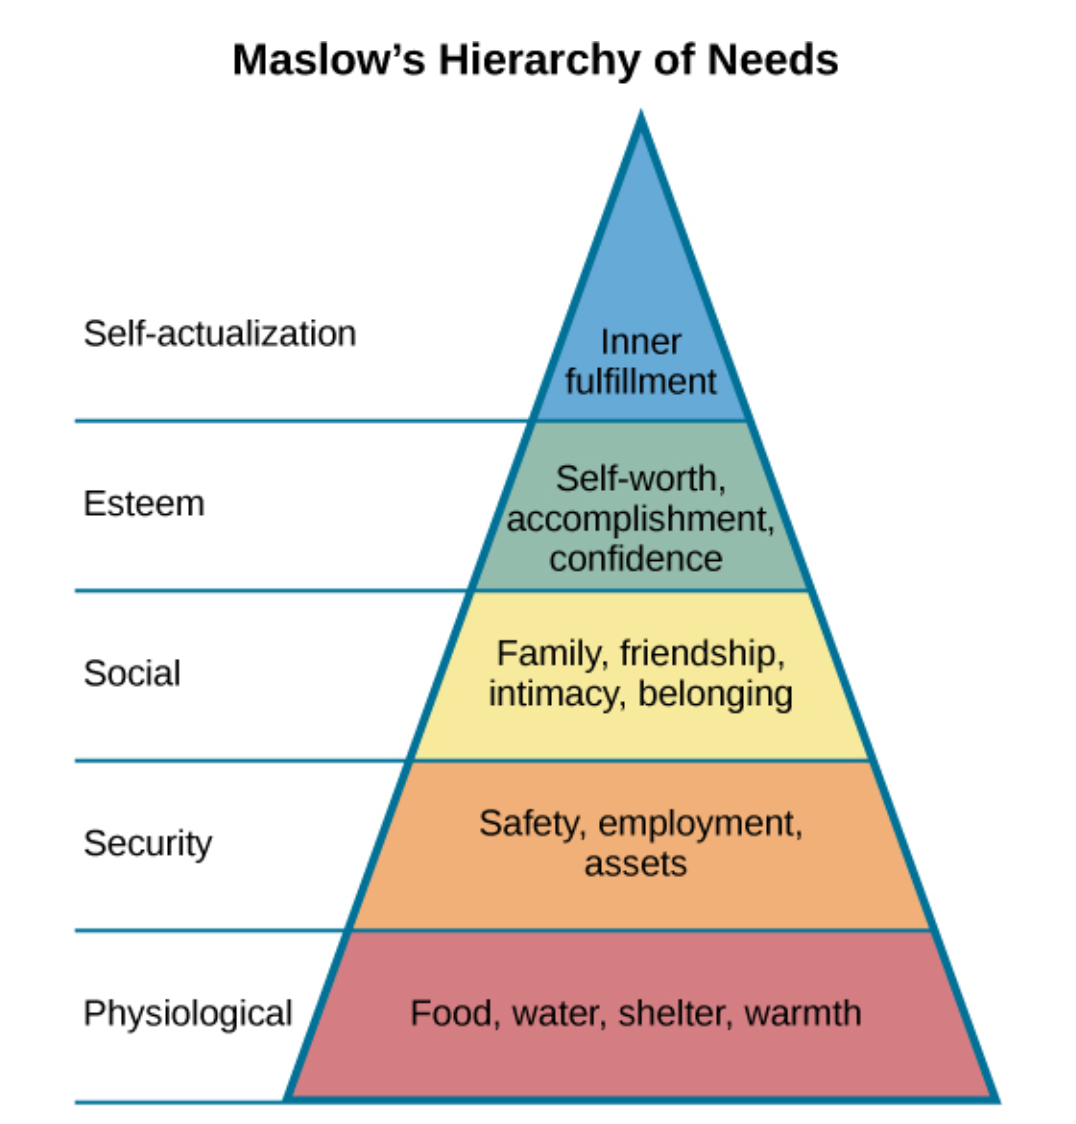 Maslow’s Hierarchy of Needs
Self-actualization
Inner
fulfillment
Esteem
Self-worth,
accomplishment,
confidence
Social
Family, friendship,
intimacy, belonging
Security
Safety, employment,
assets
Physiological
Food, water, shelter, warmth